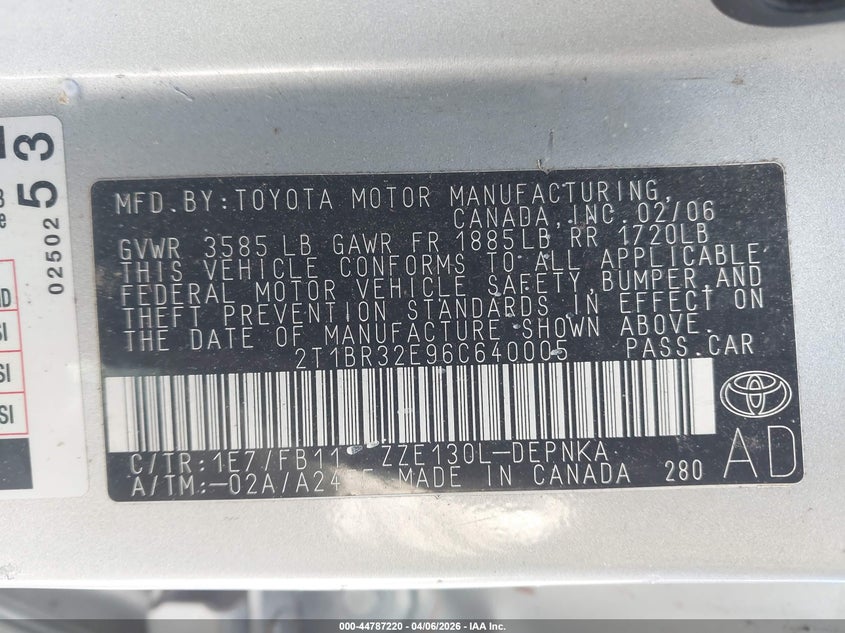 53
02502
MFD.BY:TOYOTA MOTOR MANUFACTURING,
CANADA, INC. 02/06
GVWR 3585 LB GAWR FR 1885LB RR 1720LB
THIS VEHICLE CONFORMS TO ALL APPLICABLE
FEDERAL MOTOR VEHICLE SAFETY,BUMPER,AND
THEFT PREVENTION STANDARDS IN EFFECT ON
THE DATE OF MANUFACTURE SHOWN ABOVE.
2T1BR32E96C640005 PASS.CAR
C/TR:1E7/FB11 ZZE130L-DEPNKA
A/TM:-02A/A24 MADE IN CANADA 280
AD
000-44787220 - 04/06/2026 - IAA Inc.